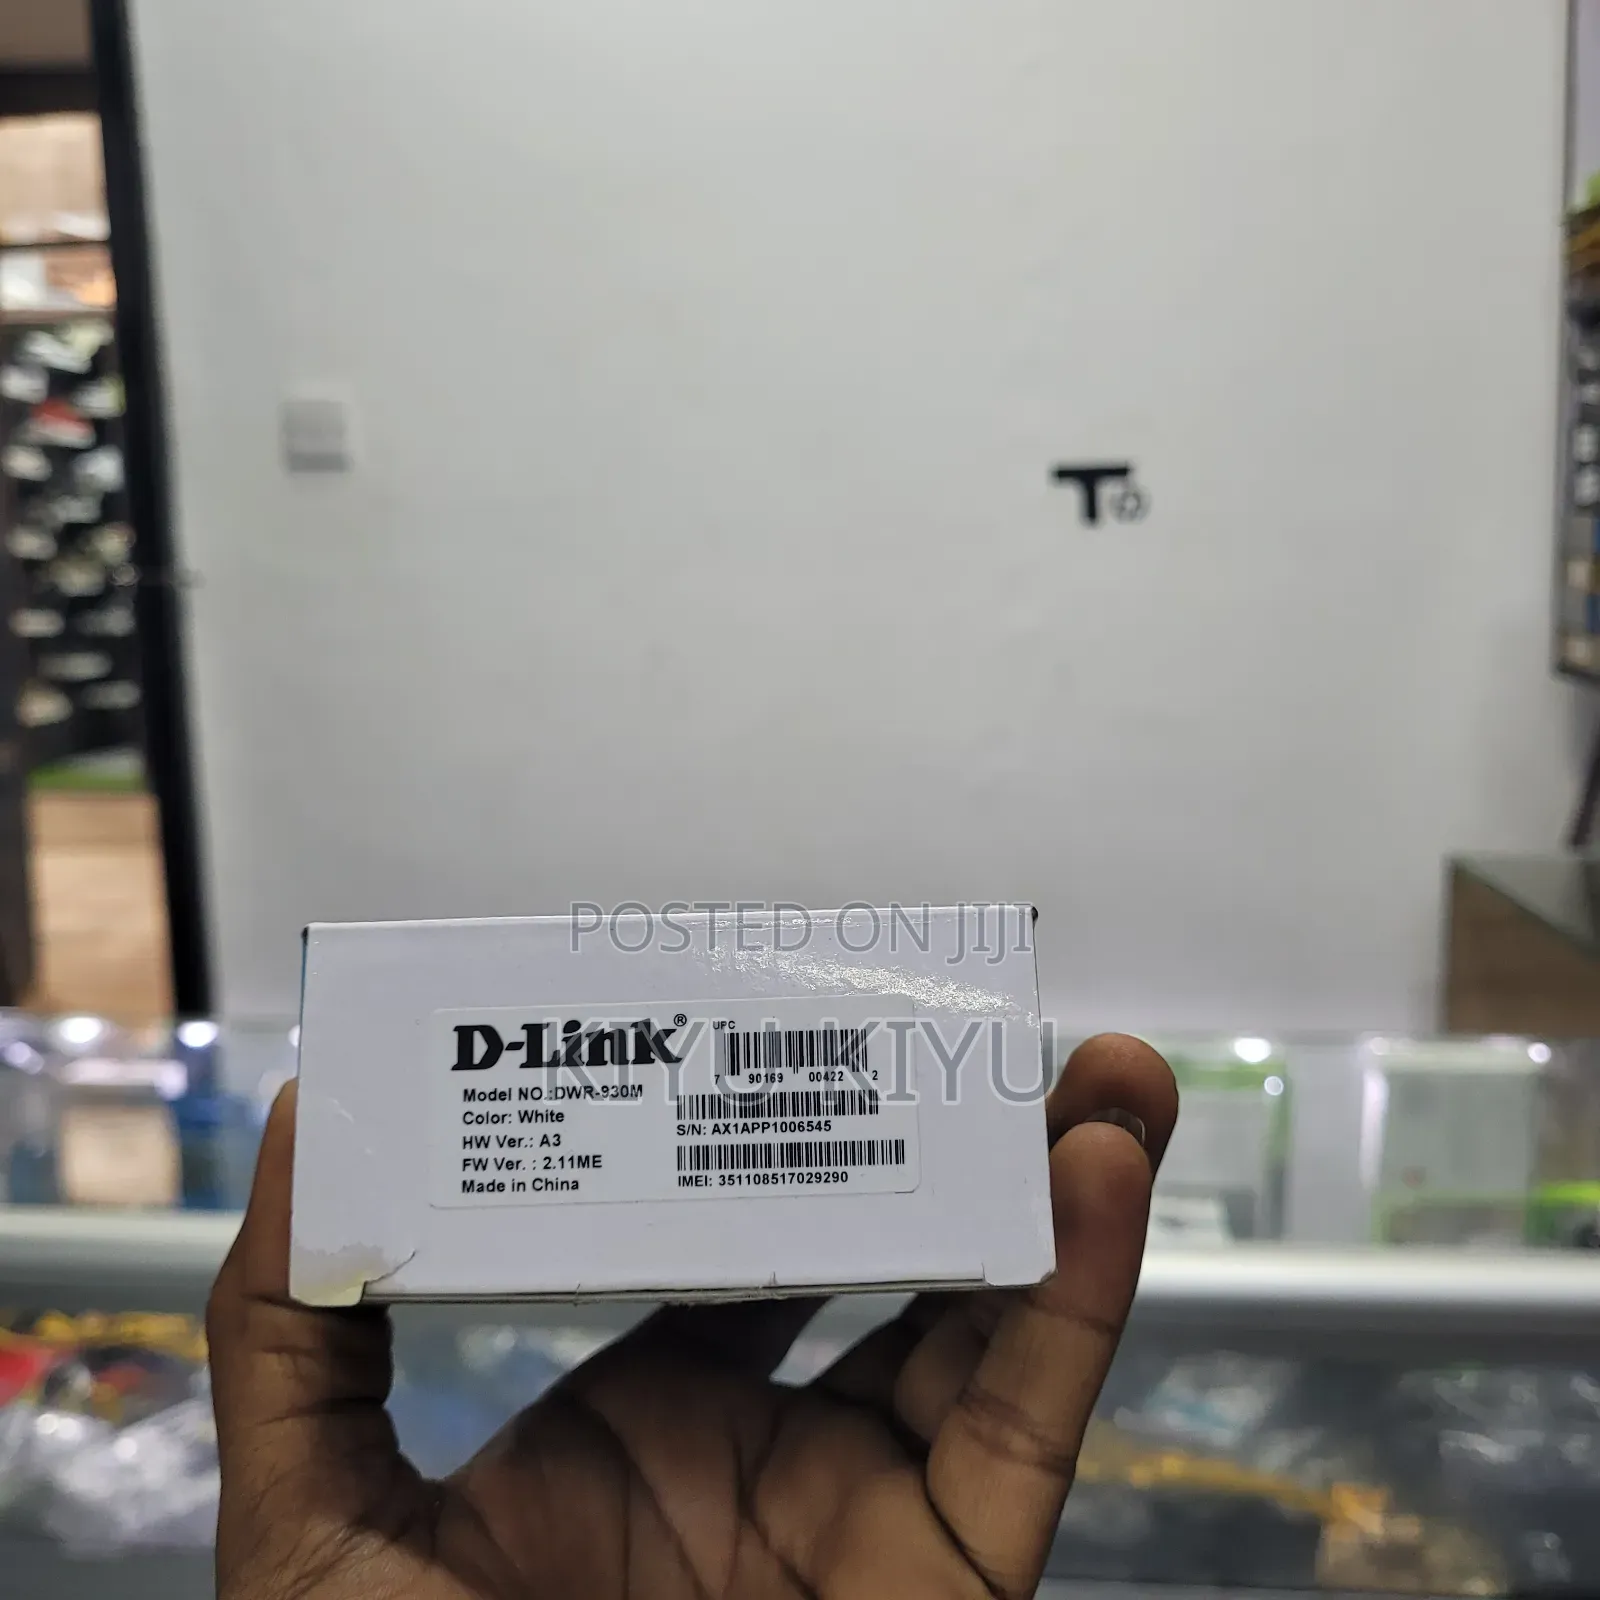 T
POSTED ON JIJI
KIYU KIYU
D-Link®
Model NO.:DWR-930M
Color: White
HW Ver.: A3
FW Ver. : 2.11ME
Made in China
UPC
7 90169 00422 2
S/N: AX1APP1006545
IMEI: 351108517029290